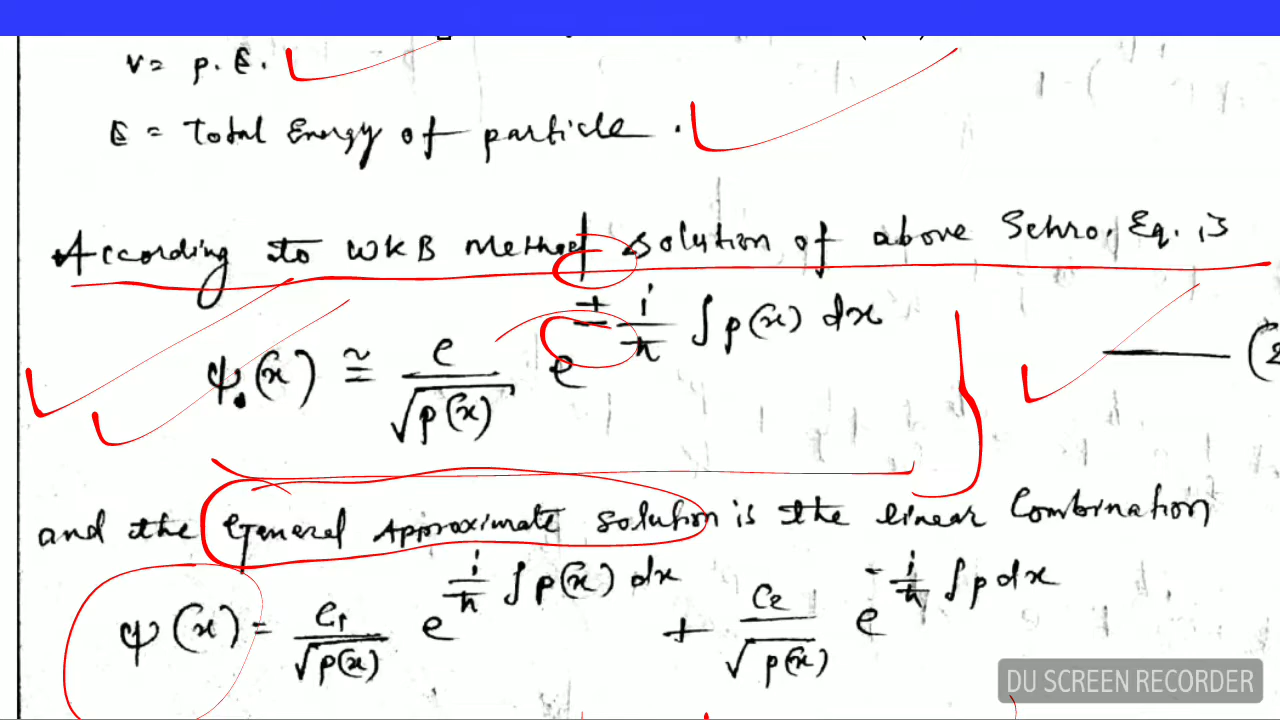 V = P.E.
E = Total Energy of particle.
According to WKB Method solution of above Schro. Eq. is
ψ(x) ≅ c/√p(x) e^{± i/ħ ∫p(x) dx} —— (2
and the General Approximate solution is the linear Combination
ψ(x) = c₁/√p(x) e^{i/ħ ∫p(x) dx} + c₂/√p(x) e^{-i/ħ ∫p dx}
DU SCREEN RECORDER